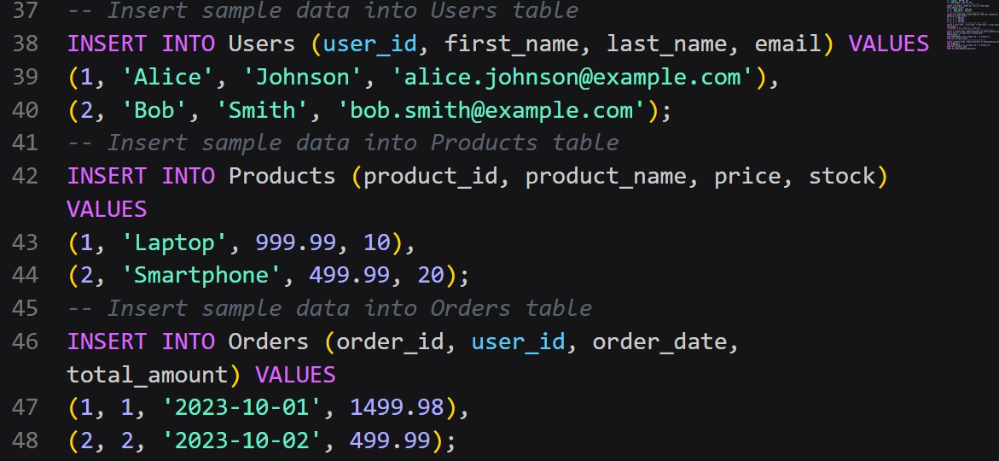 37 -- Insert sample data into Users table
38 INSERT INTO Users (user_id, first_name, last_name, email) VALUES
39 (1, 'Alice', 'Johnson', 'alice.johnson@example.com'),
40 (2, 'Bob', 'Smith', 'bob.smith@example.com');
41 -- Insert sample data into Products table
42 INSERT INTO Products (product_id, product_name, price, stock)
VALUES
43 (1, 'Laptop', 999.99, 10),
44 (2, 'Smartphone', 499.99, 20);
45 -- Insert sample data into Orders table
46 INSERT INTO Orders (order_id, user_id, order_date,
total_amount) VALUES
47 (1, 1, '2023-10-01', 1499.98),
48 (2, 2, '2023-10-02', 499.99);